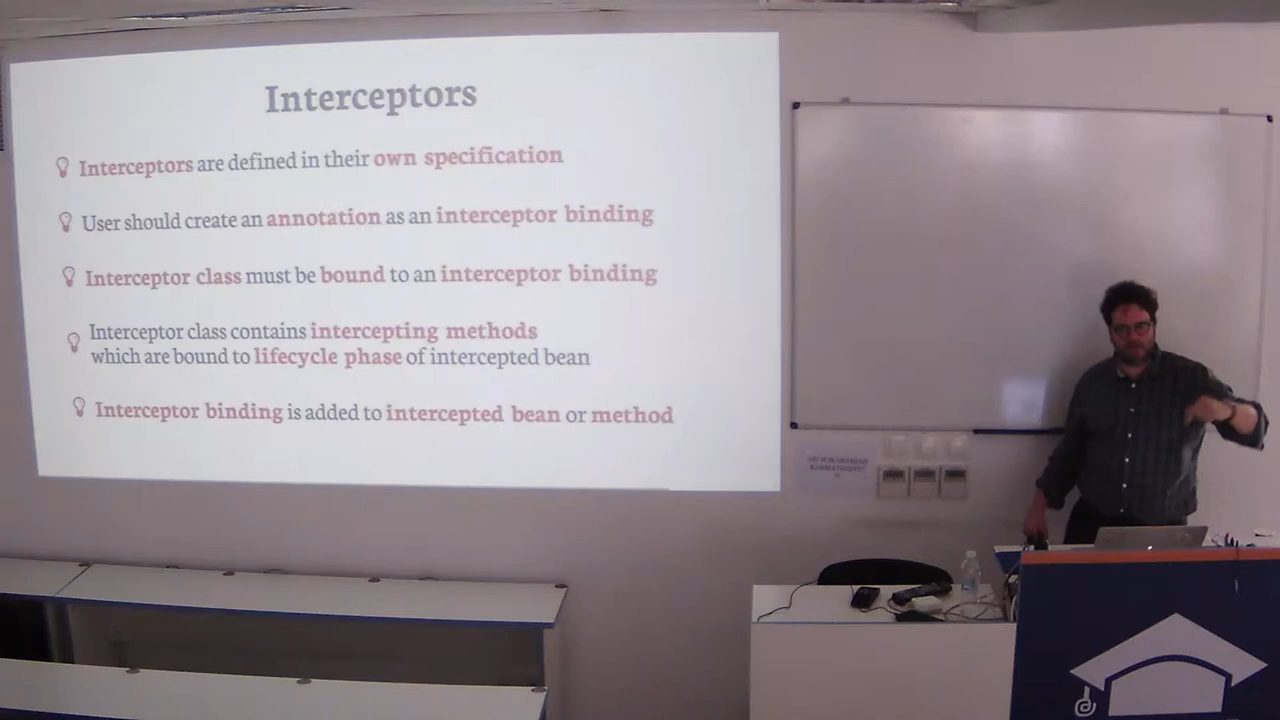 Interceptors
Interceptors are defined in their own specification
User should create an annotation as an interceptor binding
Interceptor class must be bound to an interceptor binding
Interceptor class contains intercepting methods
which are bound to lifecycle phase of intercepted bean
Interceptor binding is added to intercepted bean or method